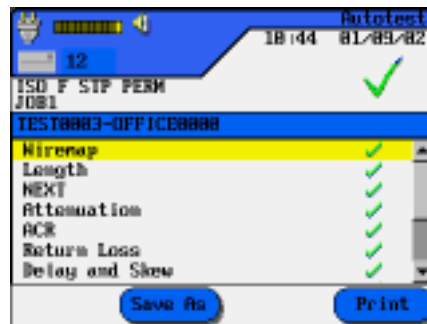 Autotest
10:44 01/09/02
12
ISO F STP PERM
JOB1
TEST0003-OFFICE0000
Wiremap
Length
NEXT
Attenuation
ACR
Return Loss
Delay and Skew
Save As Print